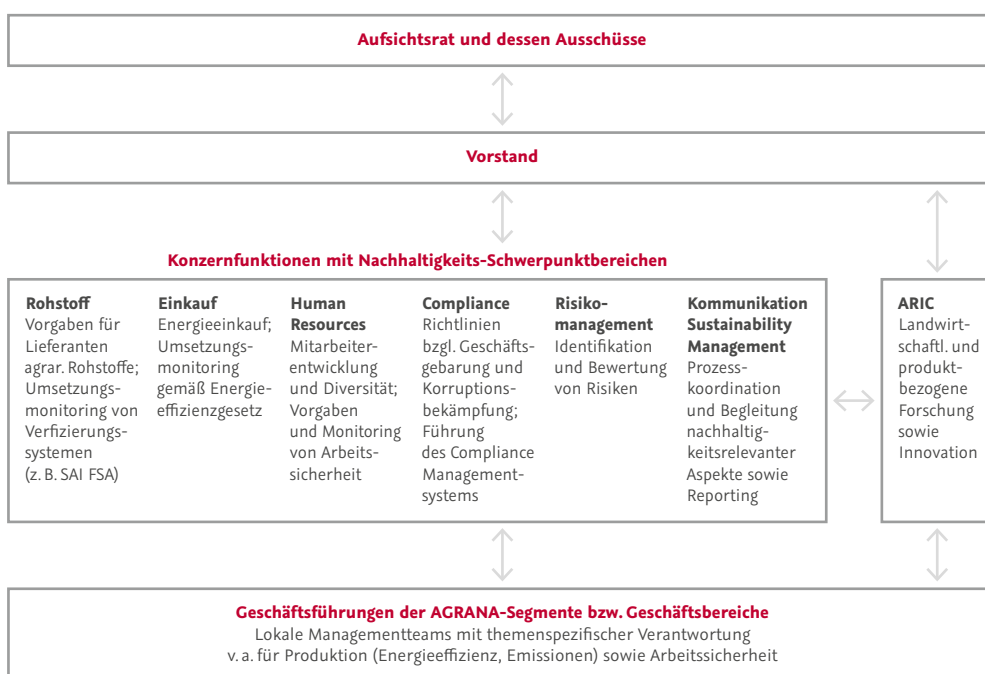 Aufsichtsrat und dessen Ausschüsse
Vorstand
Konzernfunktionen mit Nachhaltigkeits-Schwerpunktbereichen
Rohstoff
Vorgaben für
Lieferanten
agrar. Rohstoffe;
Umsetzungs-
monitoring von
Verfizierungs-
systemen
(z. B. SAI FSA)
Einkauf
Energieeinkauf;
Umsetzungs-
monitoring
gemäß Energie-
effizienzgesetz
Human
Resources
Mitarbeiter-
entwicklung
und Diversität;
Vorgaben
und Monitoring
von Arbeits-
sicherheit
Compliance
Richtlinien
bzgl. Geschäfts-
gebarung und
Korruptions-
bekämpfung;
Führung
des Compliance
Management-
systems
Risiko-
management
Identifikation
und Bewertung
von Risiken
Kommunikation
Sustainability
Management
Prozess-
koordination
und Begleitung
nachhaltig-
keitsrelevanter
Aspekte sowie
Reporting
ARIC
Landwirt-
schaftl. und
produkt-
bezogene
Forschung
sowie
Innovation
Geschäftsführungen der AGRANA-Segmente bzw. Geschäftsbereiche
Lokale Managementteams mit themenspezifischer Verantwortung
v. a. für Produktion (Energieeffizienz, Emissionen) sowie Arbeitssicherheit